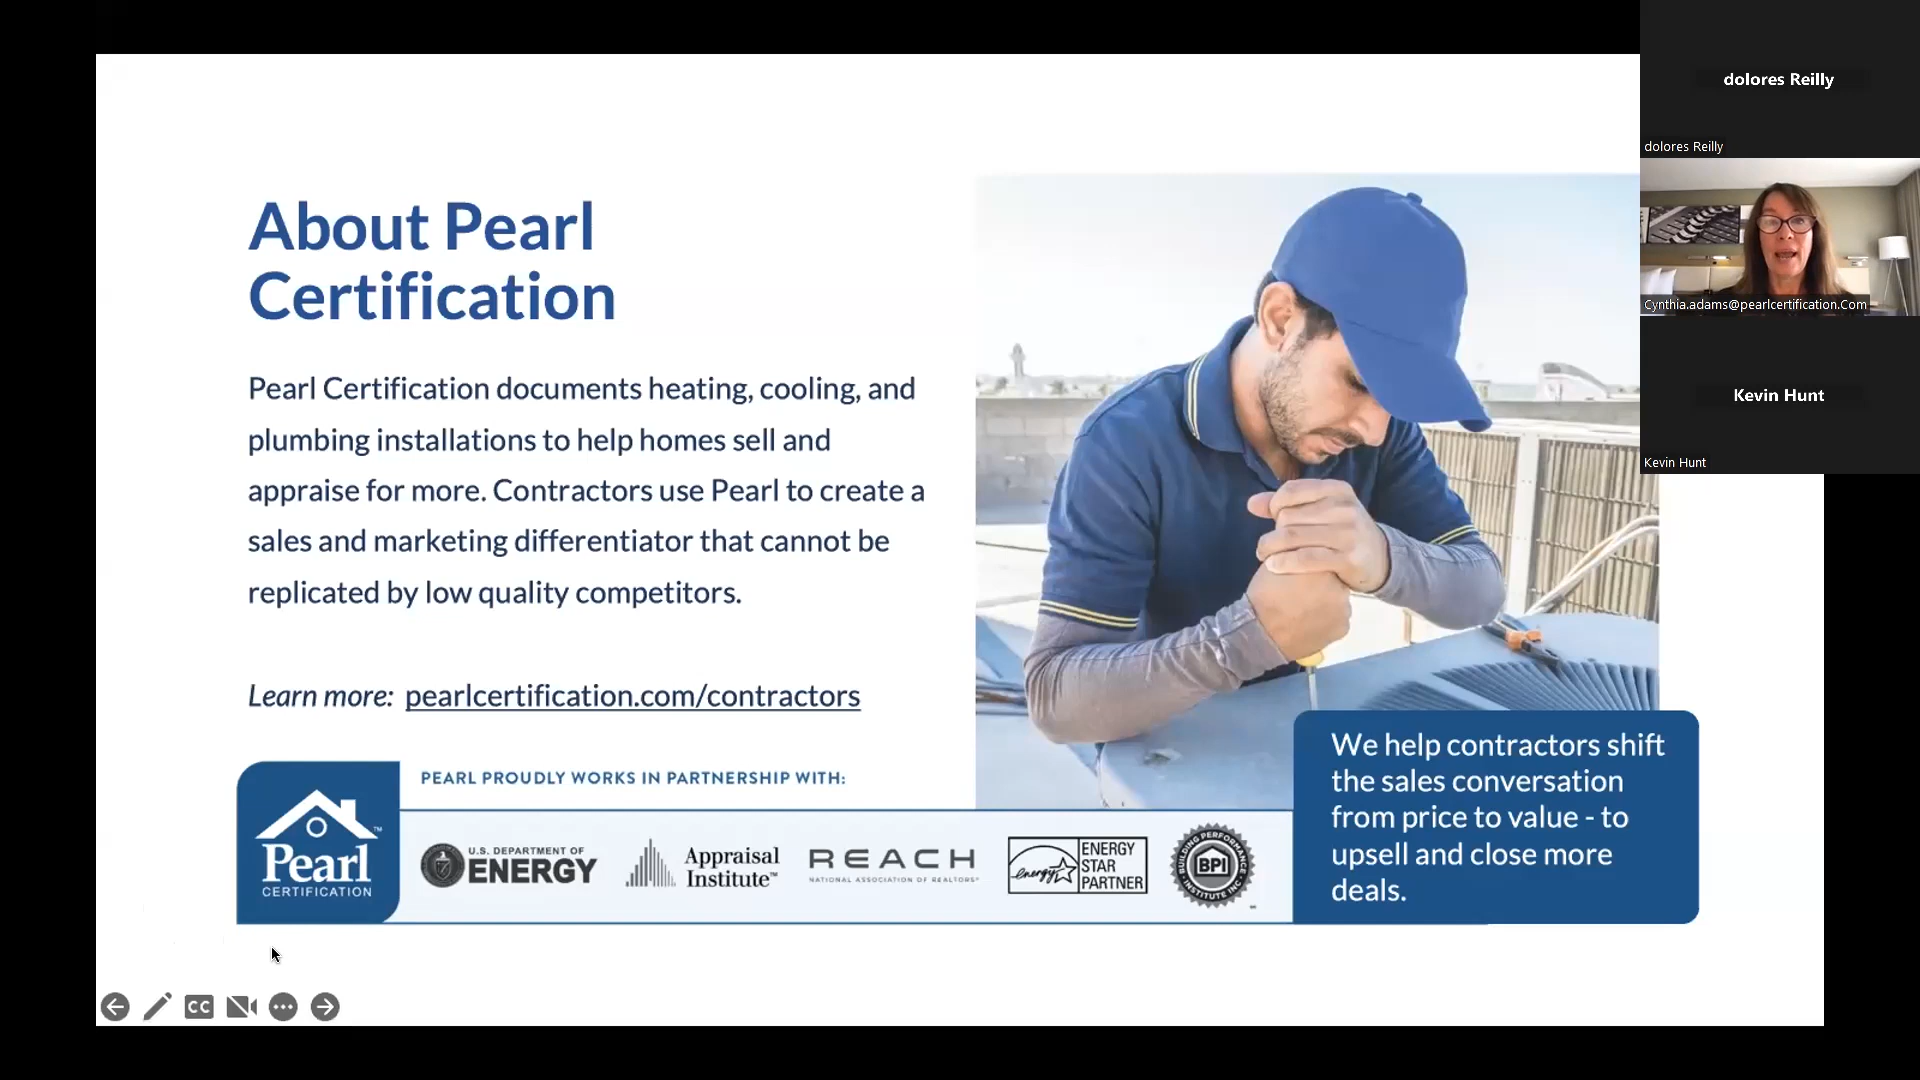 About Pearl
Certification
Pearl Certification documents heating, cooling, and
plumbing installations to help homes sell and
appraise for more. Contractors use Pearl to create a
sales and marketing differentiator that cannot be
replicated by low quality competitors.
Learn more: pearlcertification.com/contractors
Pearl™
CERTIFICATION
PEARL PROUDLY WORKS IN PARTNERSHIP WITH:
U.S. DEPARTMENT OF
ENERGY
Appraisal
Institute™
REACH
NATIONAL ASSOCIATION OF REALTORS®
energy
ENERGY
STAR
PARTNER
BUILDING PERFORMANCE
BPI
INSTITUTE INC
We help contractors shift
the sales conversation
from price to value - to
upsell and close more
deals.
CC
dolores Reilly
dolores Reilly
Cynthia.adams@pearlcertification.Com
Kevin Hunt
Kevin Hunt